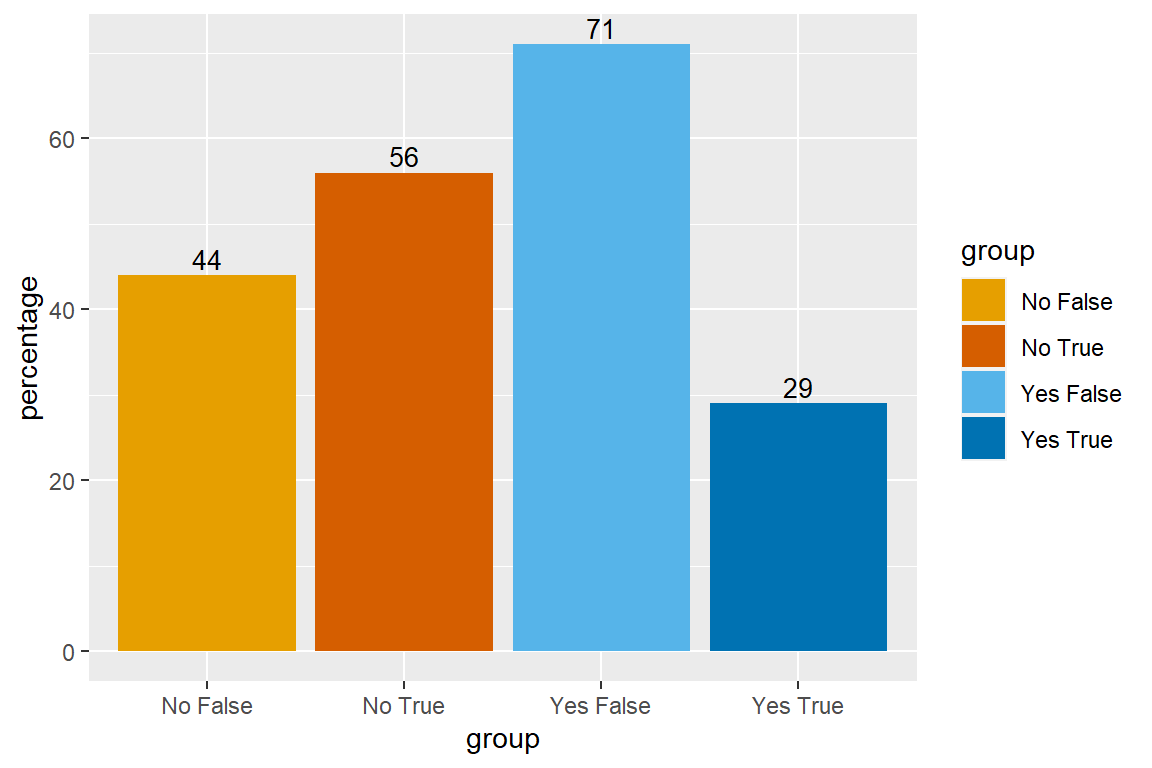 71
60
56
44
40
29
20
0
percentage
No False
No True
Yes False
Yes True
group
group
No False
No True
Yes False
Yes True